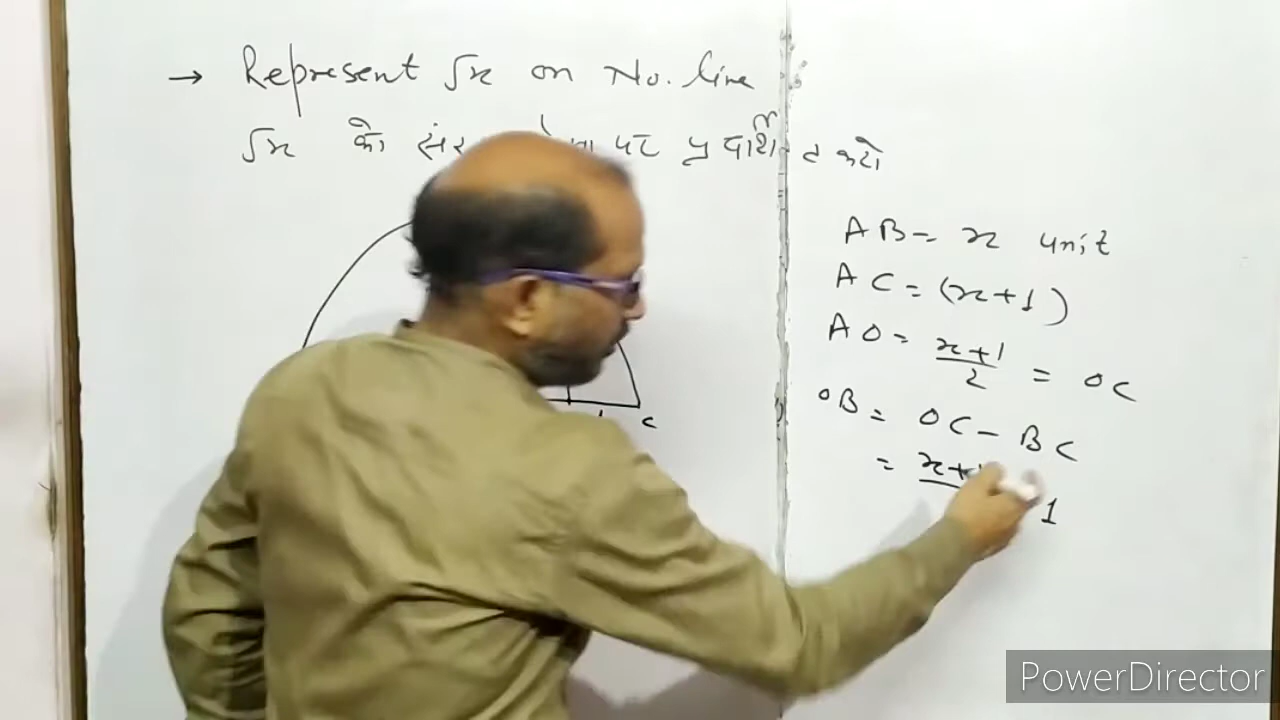 → Represent √x on No. line
√x को पर प्रदर्शित करो
AB = x unit
AC = (x+1)
AO = x+1/2 = OC
OB = OC - BC
= x+1 1
1 C
PowerDirector